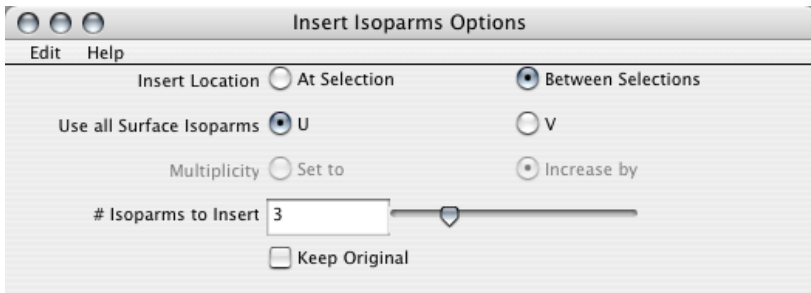 Insert Isoparms Options
Edit Help
Insert Location At Selection Between Selections
Use all Surface Isoparms U V
Multiplicity Set to Increase by
# Isoparms to Insert 3
Keep Original